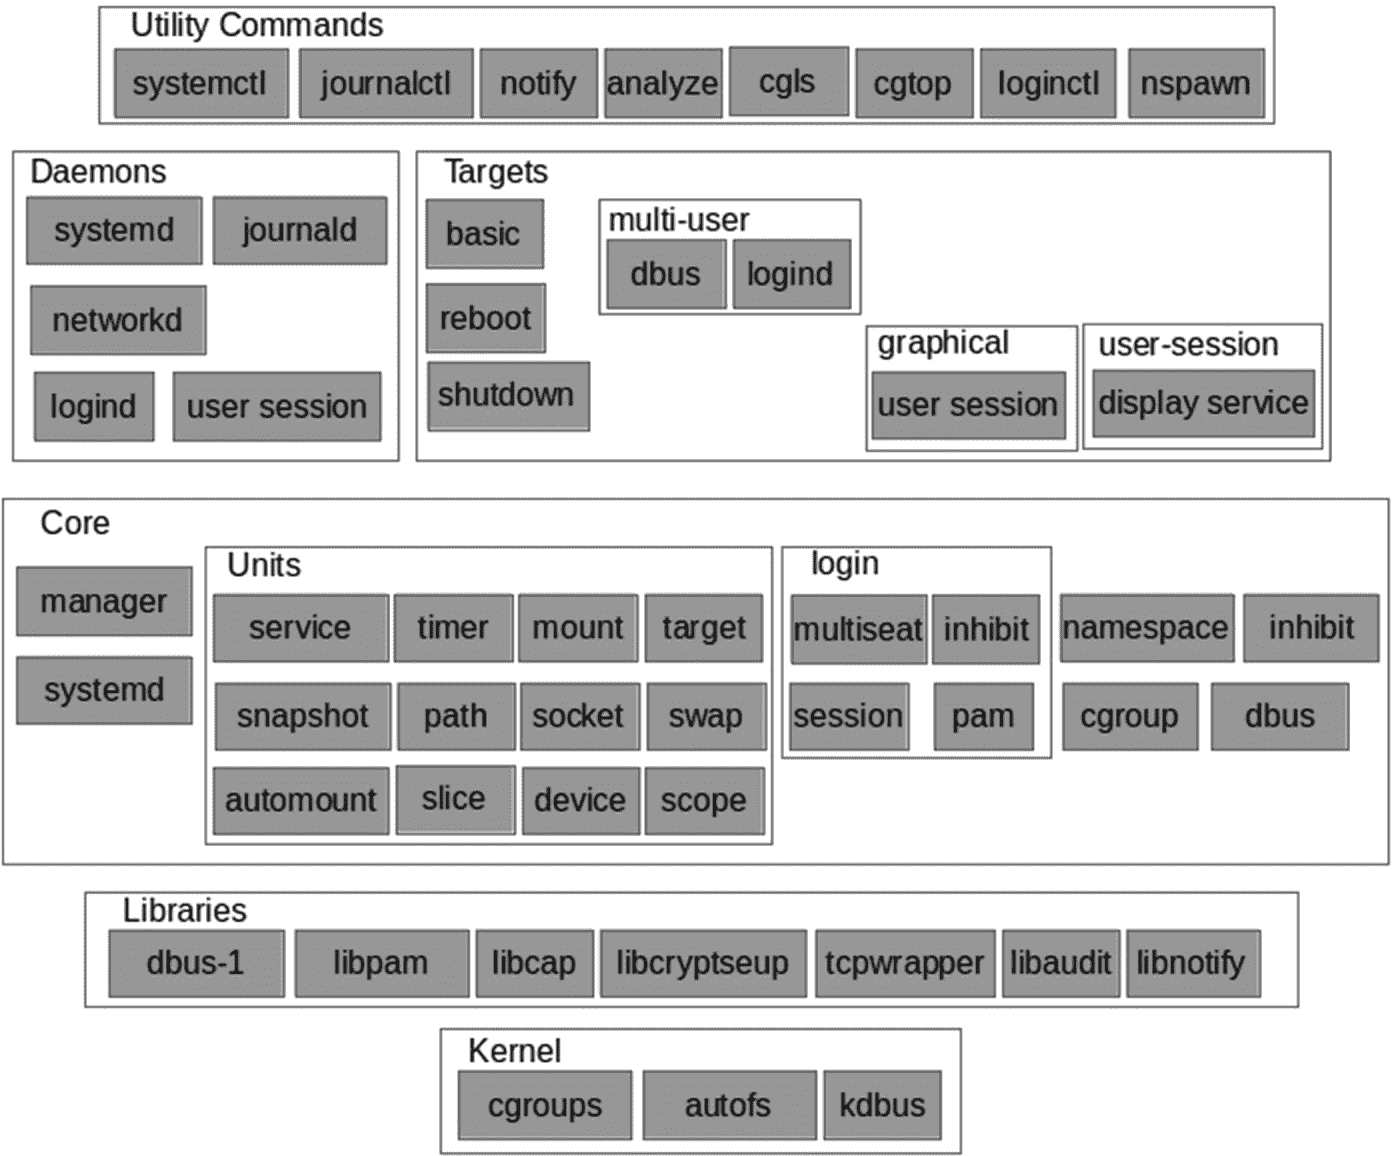 Utility Commands
systemctl journalctl notify analyze cgls cgtop loginctl nspawn
Daemons
systemd journald
networkd
logind user session
Targets
basic
reboot
shutdown
multi-user
dbus logind
graphical
user session
user-session
display service
Core
manager
systemd
Units
service timer mount target
snapshot path socket swap
automount slice device scope
login
multiseat inhibit
session pam
namespace inhibit
cgroup dbus
Libraries
dbus-1 libpam libcap libcryptseup tcpwrapper libaudit libnotify
Kernel
cgroups autofs kdbus